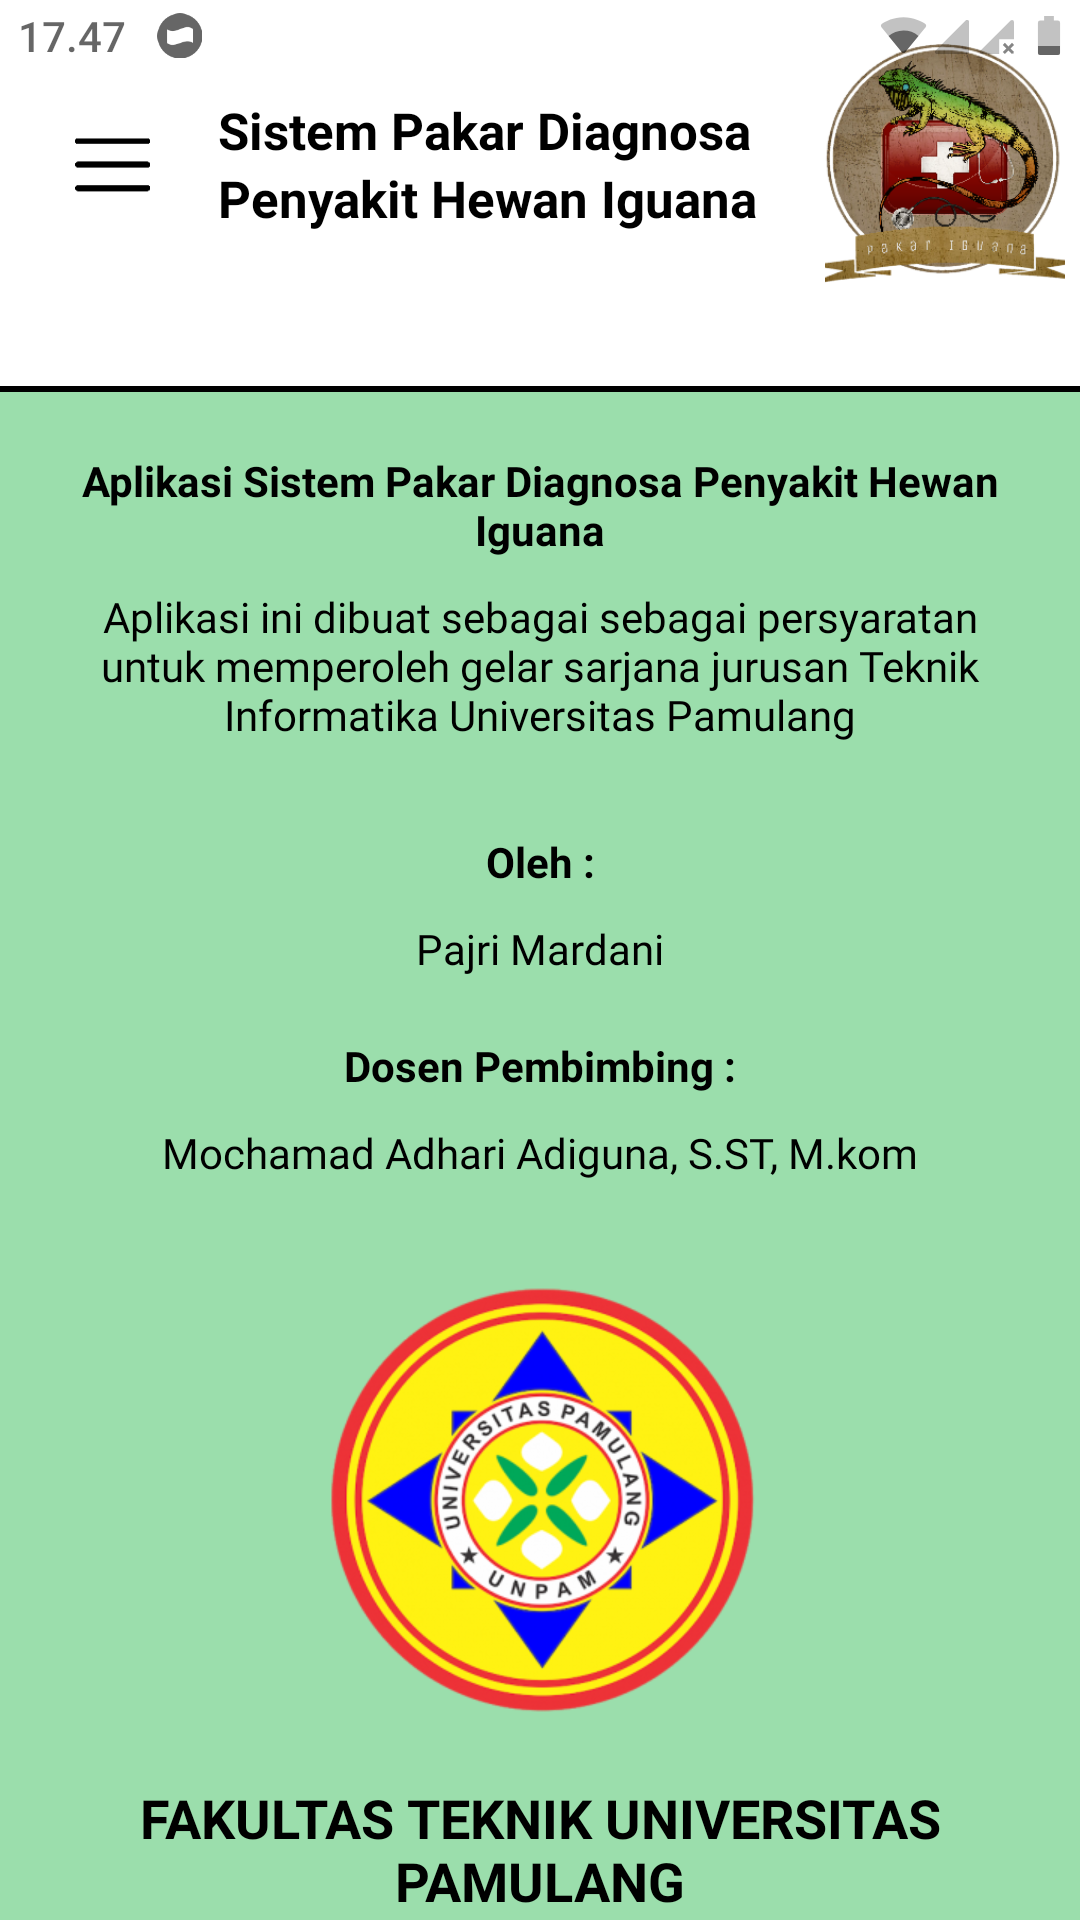 17.47
Sistem Pakar Diagnosa
Penyakit Hewan Iguana
Pakar Iguana
Aplikasi Sistem Pakar Diagnosa Penyakit Hewan
Iguana
Aplikasi ini dibuat sebagai sebagai persyaratan
untuk memperoleh gelar sarjana jurusan Teknik
Informatika Universitas Pamulang
Oleh :
Pajri Mardani
Dosen Pembimbing :
Mochamad Adhari Adiguna, S.ST, M.kom
UNIVERSITAS PAMULANG
★ UNPAM ★
FAKULTAS TEKNIK UNIVERSITAS
PAMULANG